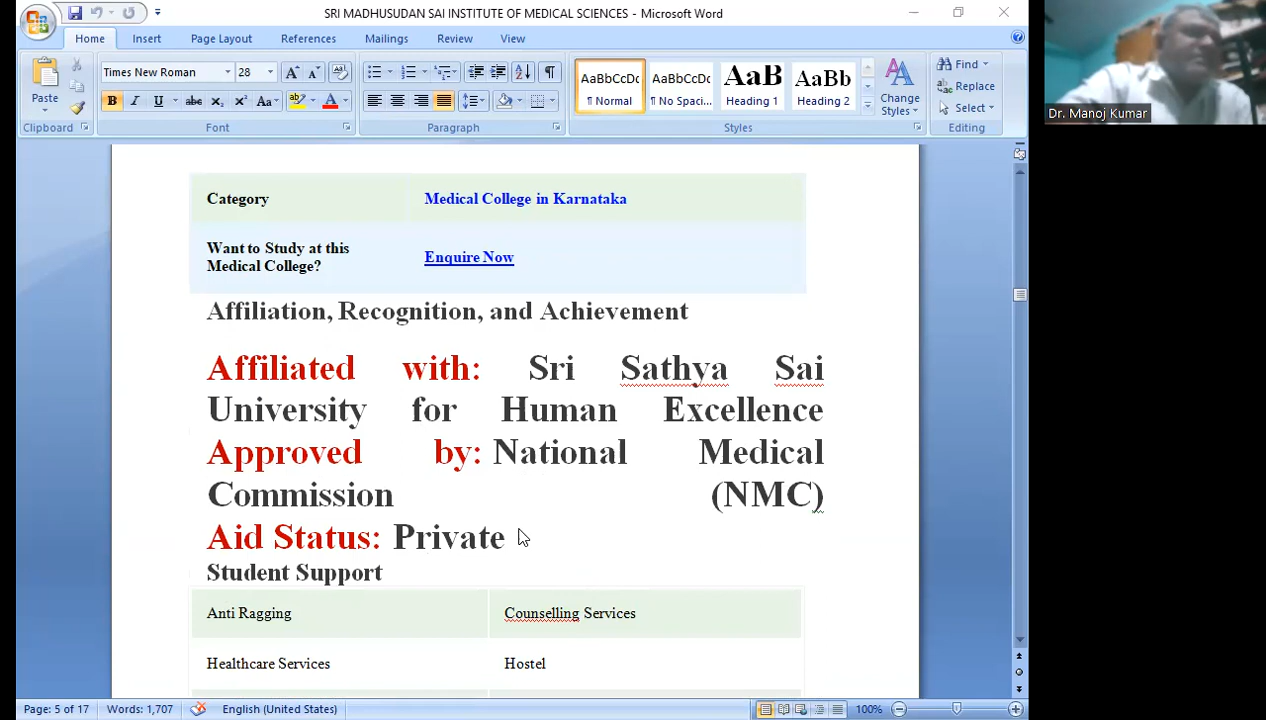 SRI MADHUSUDAN SAI INSTITUTE OF MEDICAL SCIENCES - Microsoft Word
Home Insert Page Layout References Mailings Review View
Times New Roman 28
Paste
B I U abc x₂ x² Aa
AaBbCcDc AaBbCcDc AaB AaBb
¶ Normal ¶ No Spaci... Heading 1 Heading 2
Change Styles
Find
Replace
Select
Clipboard Font Paragraph Styles Editing
Dr. Manoj Kumar
Category Medical College in Karnataka
Want to Study at this
Medical College?
Enquire Now
Affiliation, Recognition, and Achievement
Affiliated with: Sri Sathya Sai
University for Human Excellence
Approved by: National Medical
Commission (NMC)
Aid Status: Private
Student Support
Anti Ragging Counselling Services
Healthcare Services Hostel
Page: 5 of 17 Words: 1,707 English (United States) 100%